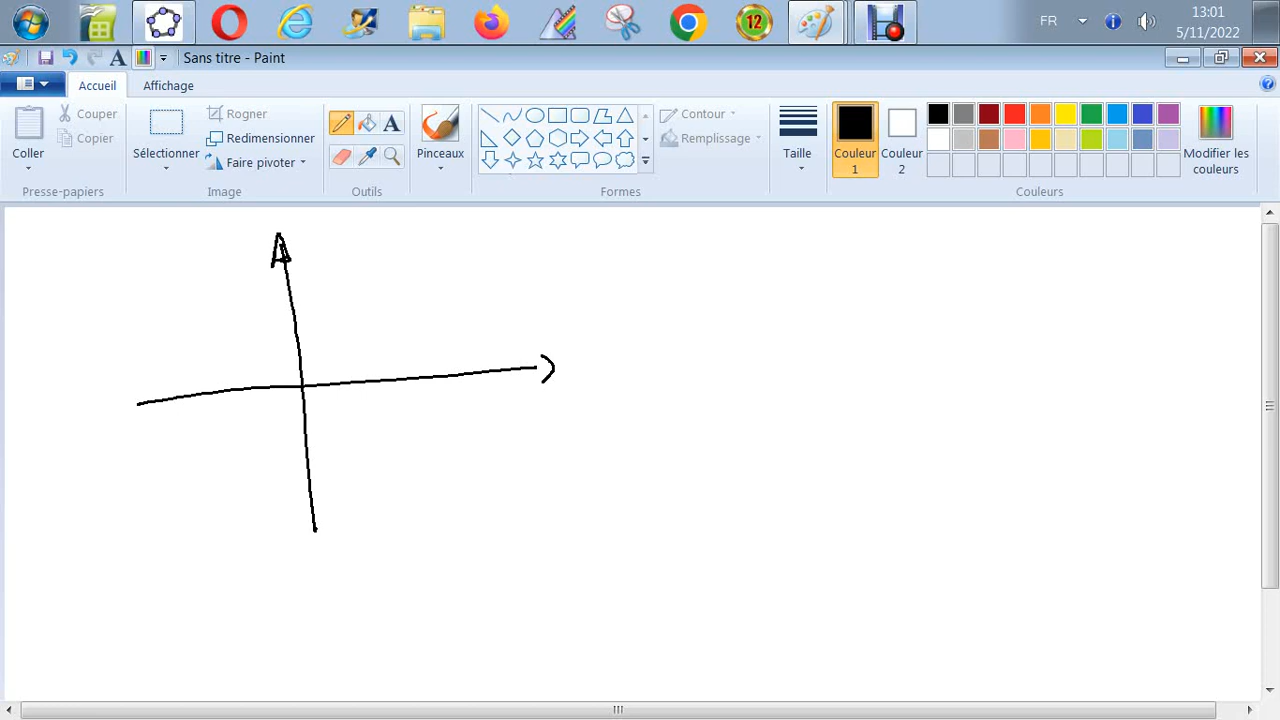 12
FR
13:01
5/11/2022
Sans titre - Paint
Accueil
Affichage
Coller
Couper
Copier
Presse-papiers
Sélectionner
Rogner
Redimensionner
Faire pivoter
Image
A
Outils
Pinceaux
Formes
Contour
Remplissage
Taille
Couleur 1
Couleur 2
Modifier les couleurs
Couleurs